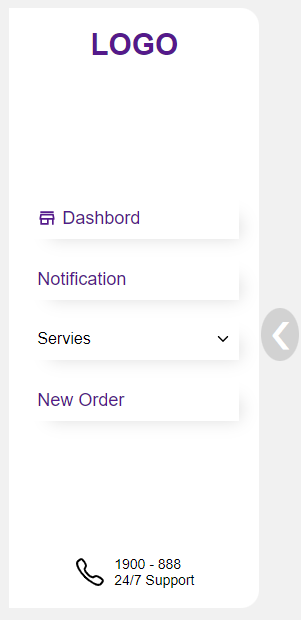 LOGO
Dashbord
Notification
Servies
New Order
1900 - 888
24/7 Support